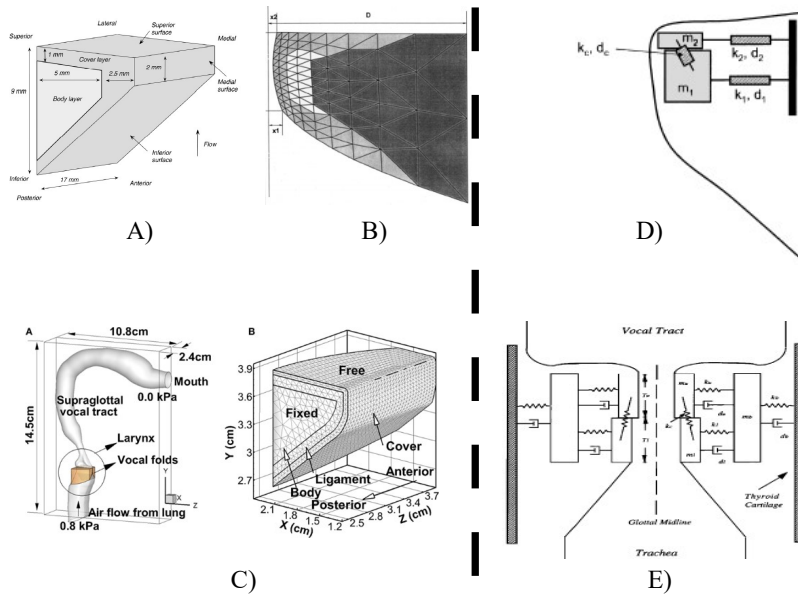 Lateral
Superior
surface
Superior
Medial
1 mm
Cover layer
5 mm
2.5 mm
2 mm
Medial
surface
9 mm
Body layer
Inferior
surface
Flow
Inferior
Posterior
17 mm
Anterior
A)
x2
D
x1
B)
m2
kc, dc
k2, d2
m1
k1, d1
D)
A
10.8cm
2.4cm
Mouth
0.0 kPa
Supraglottal
vocal tract
14.5cm
Larynx
Vocal folds
Y
X
Z
Air flow from lung
0.8 kPa
B
3.9
3.6
3.3
3.0
2.7
Y (cm)
Free
Fixed
Cover
Ligament
Body
Anterior
Posterior
2.1
1.8
1.5
1.2
X (cm)
2.5
2.8
3.1
3.4
3.7
Z (cm)
C)
Vocal Tract
Thyroid
Cartilage
Glottal Midline
Trachea
E)